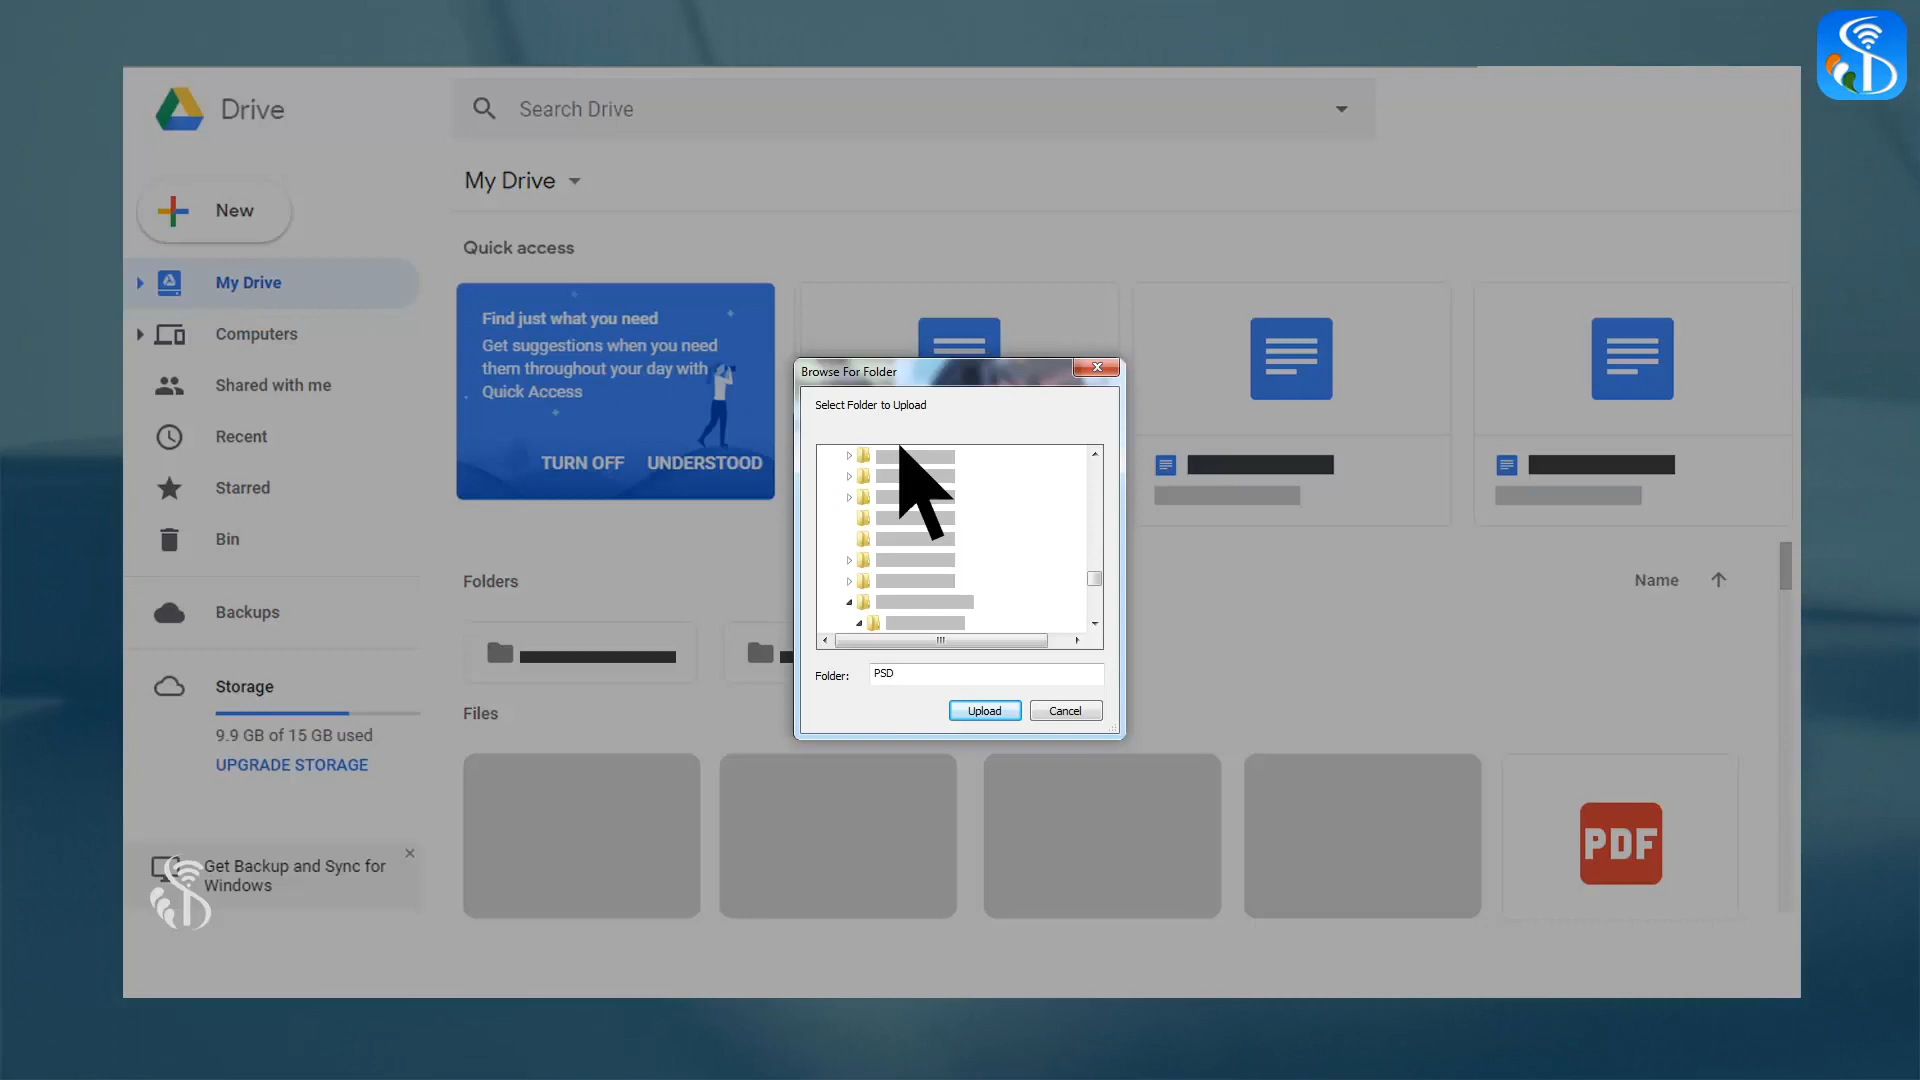 Drive
Search Drive
My Drive
New
Quick access
My Drive
Computers
Shared with me
Recent
Starred
Bin
Backups
Storage
9.9 GB of 15 GB used
UPGRADE STORAGE
Get Backup and Sync for
Windows
Find just what you need
Get suggestions when you need
them throughout your day with
Quick Access
TURN OFF UNDERSTOOD
Browse For Folder
Select Folder to Upload
Folder: PSD
Upload Cancel
Folders
Name
Files
PDF